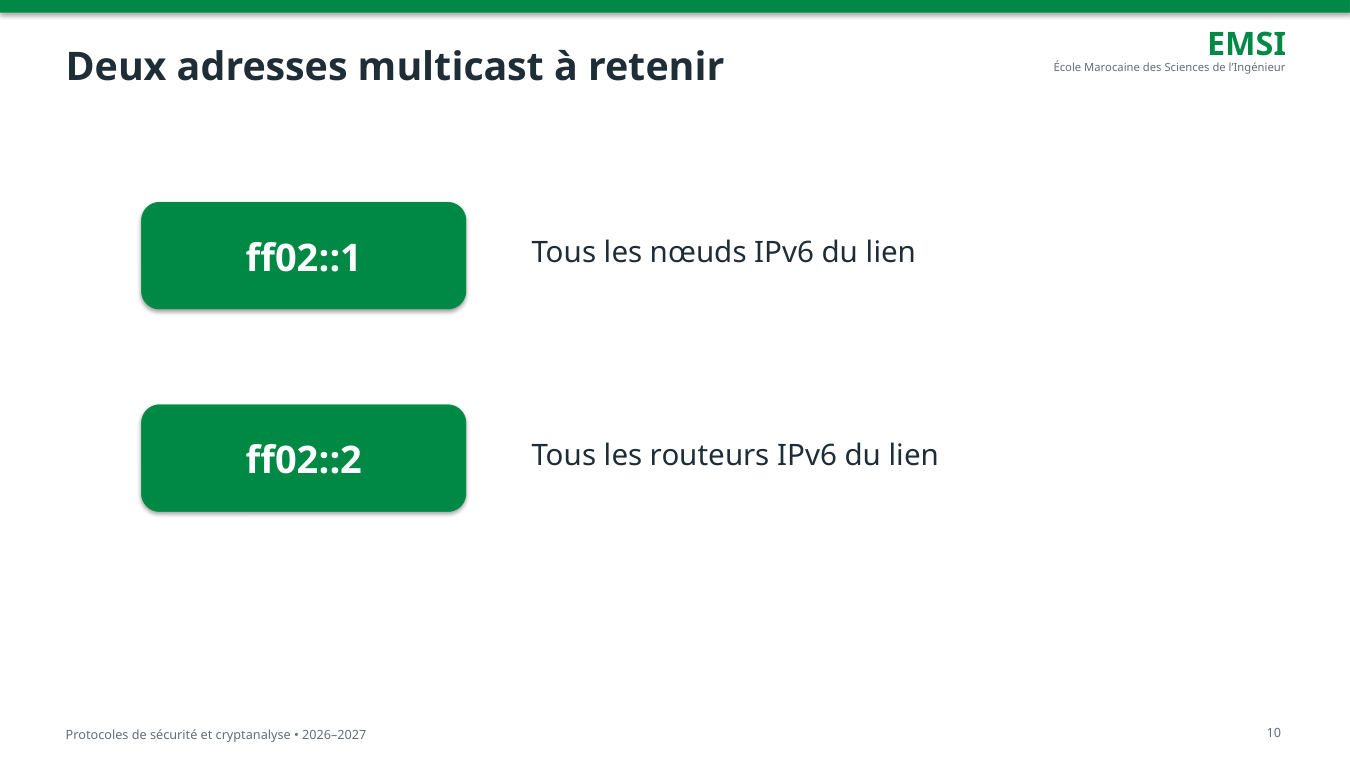 Deux adresses multicast à retenir
EMSI
École Marocaine des Sciences de l’Ingénieur
ff02::1
Tous les nœuds IPv6 du lien
ff02::2
Tous les routeurs IPv6 du lien
Protocoles de sécurité et cryptanalyse • 2026–2027
10